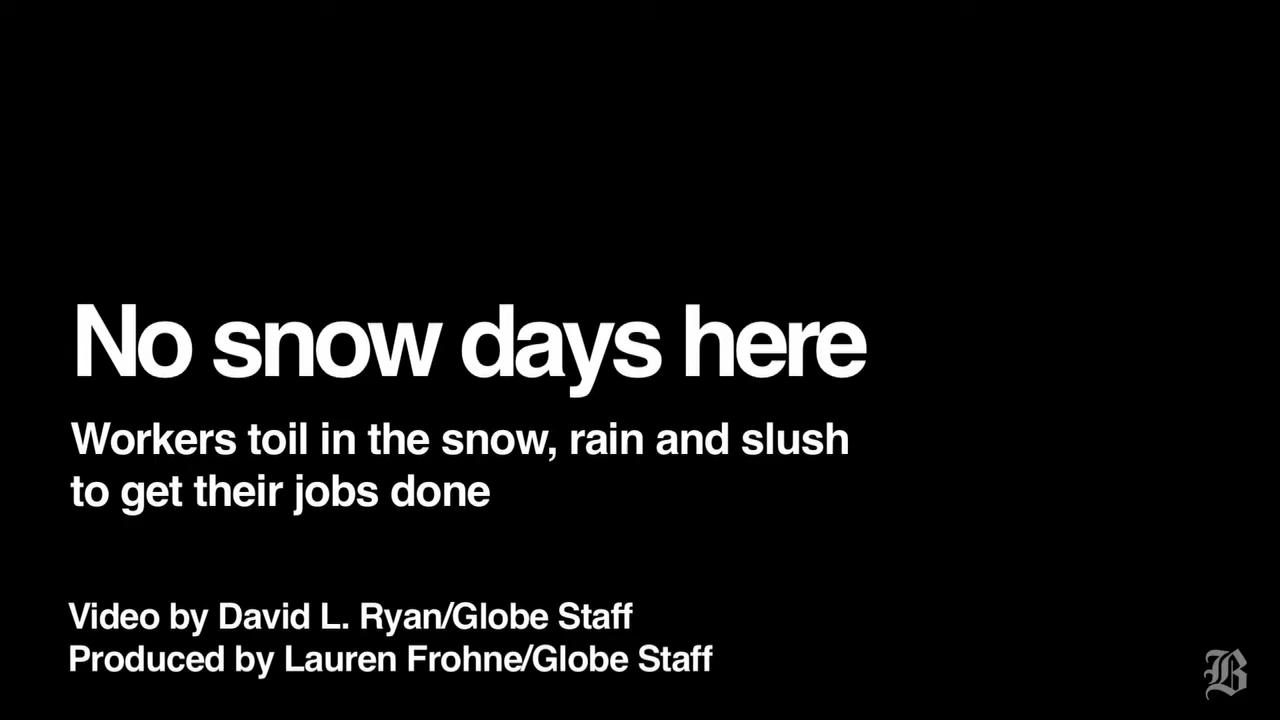 No snow days here
Workers toil in the snow, rain and slush
to get their jobs done
Video by David L. Ryan/Globe Staff
Produced by Lauren Frohne/Globe Staff
B